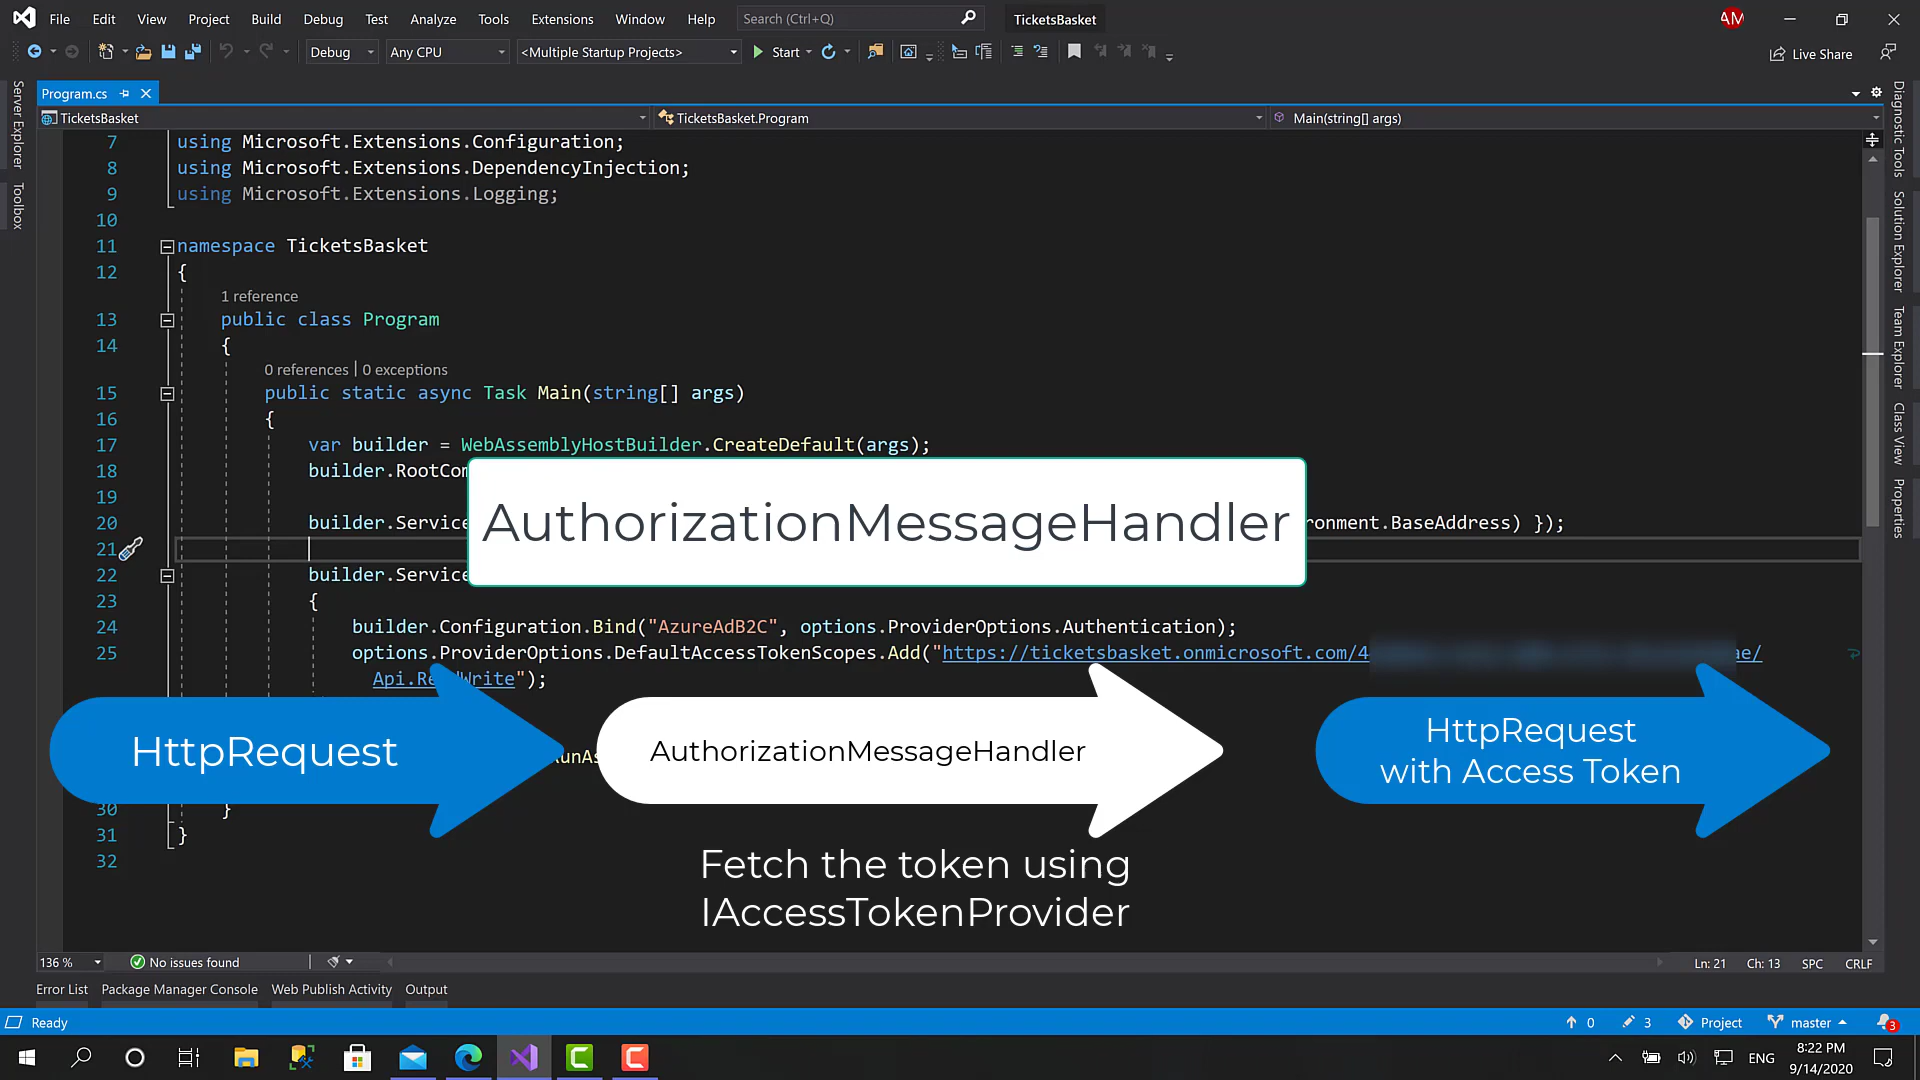 File Edit View Project Build Debug Test Analyze Tools Extensions Window Help Search (Ctrl+Q) TicketsBasket AM
Debug Any CPU <Multiple Startup Projects> Start Live Share
Server Explorer
Toolbox
Program.cs
TicketsBasket TicketsBasket.Program Main(string[] args)
7 using Microsoft.Extensions.Configuration;
8 using Microsoft.Extensions.DependencyInjection;
9 using Microsoft.Extensions.Logging;
10
11 namespace TicketsBasket
12 {
1 reference
13 public class Program
14 {
0 references | 0 exceptions
15 public static async Task Main(string[] args)
16 {
17 var builder = WebAssemblyHostBuilder.CreateDefault(args);
18 builder.RootCom
19
20 builder.Service ronment.BaseAddress) });
21
22 builder.Service
23 {
24 builder.Configuration.Bind("AzureAdB2C", options.ProviderOptions.Authentication);
25 options.ProviderOptions.DefaultAccessTokenScopes.Add("https://ticketsbasket.onmicrosoft.com/4 ae/
Api.Re Write");
RunAs
30 }
31 }
32
AuthorizationMessageHandler
HttpRequest
AuthorizationMessageHandler
HttpRequest
with Access Token
Fetch the token using
IAccessTokenProvider
Diagnostic Tools
Solution Explorer
Team Explorer
Class View
Properties
136 % No issues found Ln: 21 Ch: 13 SPC CRLF
Error List Package Manager Console Web Publish Activity Output
Ready 0 3 Project master 3
ENG 8:22 PM
9/14/2020